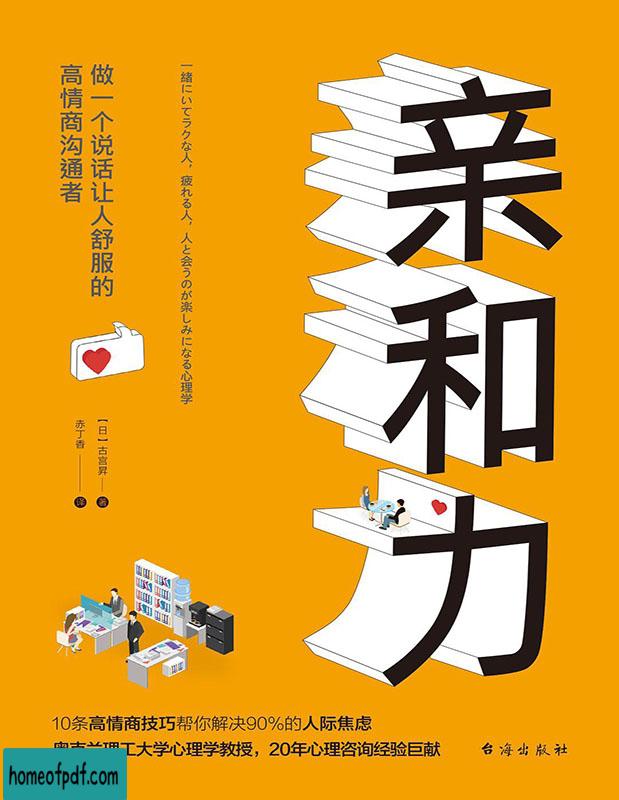 亲和力
一緒にいてラクな人，疲れる人，人と会うのが楽しみになる心理学
做一个说话让人舒服的
高情商沟通者
【日】古宫昇——著
赤丁香——译
10条高情商技巧帮你解决90%的人际焦虑
奥克兰理工大学心理学教授，20年心理咨询经验巨献
台海出版社
homeofpdf.com